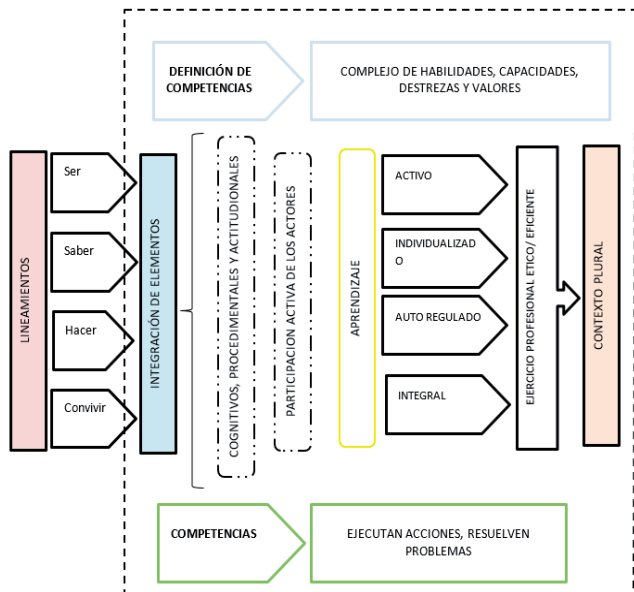 DEFINICIÓN DE
COMPETENCIAS
COMPLEJO DE HABILIDADES, CAPACIDADES,
DESTREZAS Y VALORES
LINEAMIENTOS
Ser
Saber
Hacer
Convivir
INTEGRACIÓN DE ELEMENTOS
COGNITIVOS, PROCEDIMENTALES Y ACTITUDIONALES
PARTICIPACION ACTIVA DE LOS ACTORES
APRENDIZAJE
ACTIVO
INDIVIDUALIZAD
O
AUTO REGULADO
INTEGRAL
EJERCICIO PROFESIONAL ETICO/ EFICIENTE
CONTEXTO PLURAL
COMPETENCIAS
EJECUTAN ACCIONES, RESUELVEN
PROBLEMAS